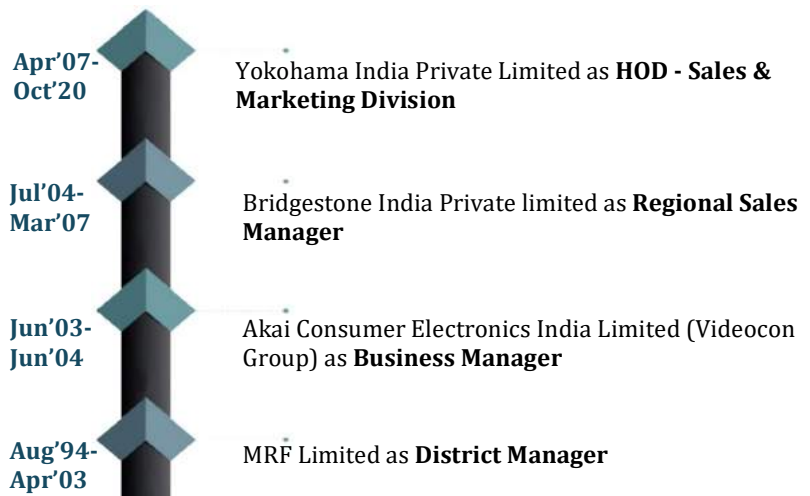 Apr’07-
Oct’20
Yokohama India Private Limited as HOD - Sales &
Marketing Division
Jul’04-
Mar’07
Bridgestone India Private limited as Regional Sales
Manager
Jun’03-
Jun’04
Akai Consumer Electronics India Limited (Videocon
Group) as Business Manager
Aug’94-
Apr’03
MRF Limited as District Manager